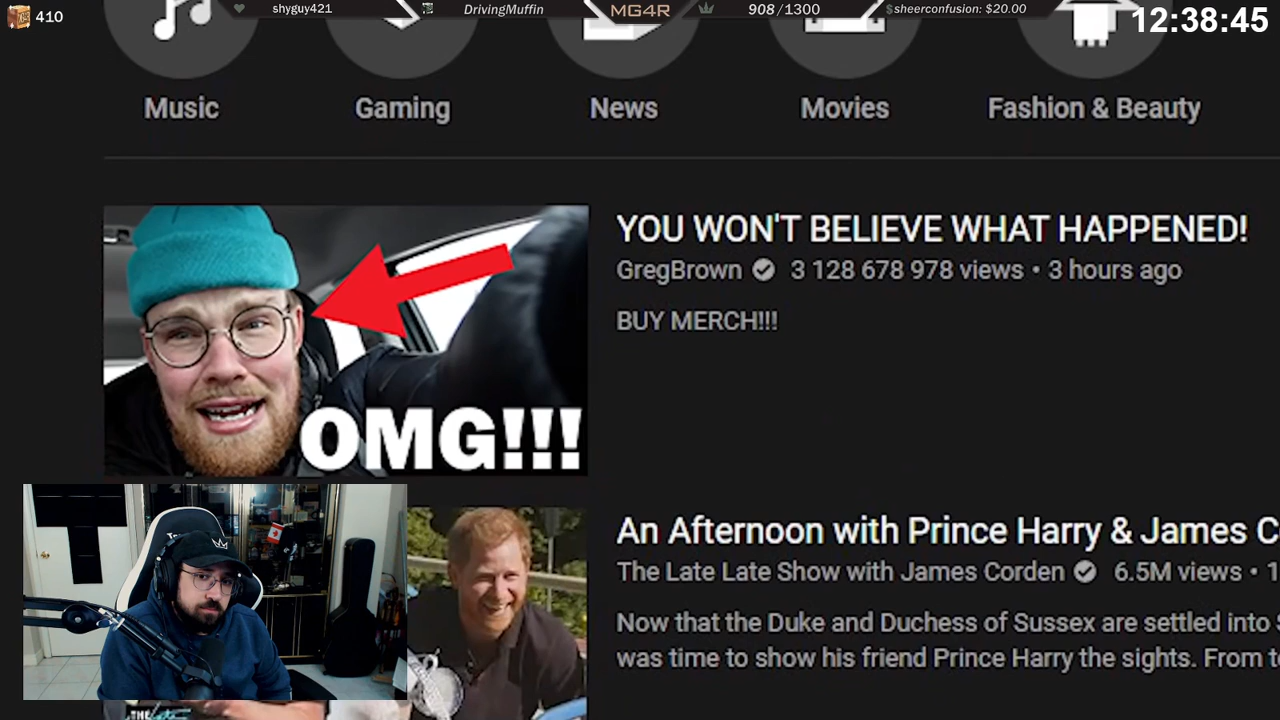 410
shyguy421
DrivingMuffin
MG4R
908/1300
$sheerconfusion: $20.00
12:38:45
Music
Gaming
News
Movies
Fashion & Beauty
OMG!!!
YOU WON'T BELIEVE WHAT HAPPENED!
GregBrown 3 128 678 978 views • 3 hours ago
BUY MERCH!!!
An Afternoon with Prince Harry & James C
The Late Late Show with James Corden 6.5M views • 1
Now that the Duke and Duchess of Sussex are settled into
was time to show his friend Prince Harry the sights. From
THE